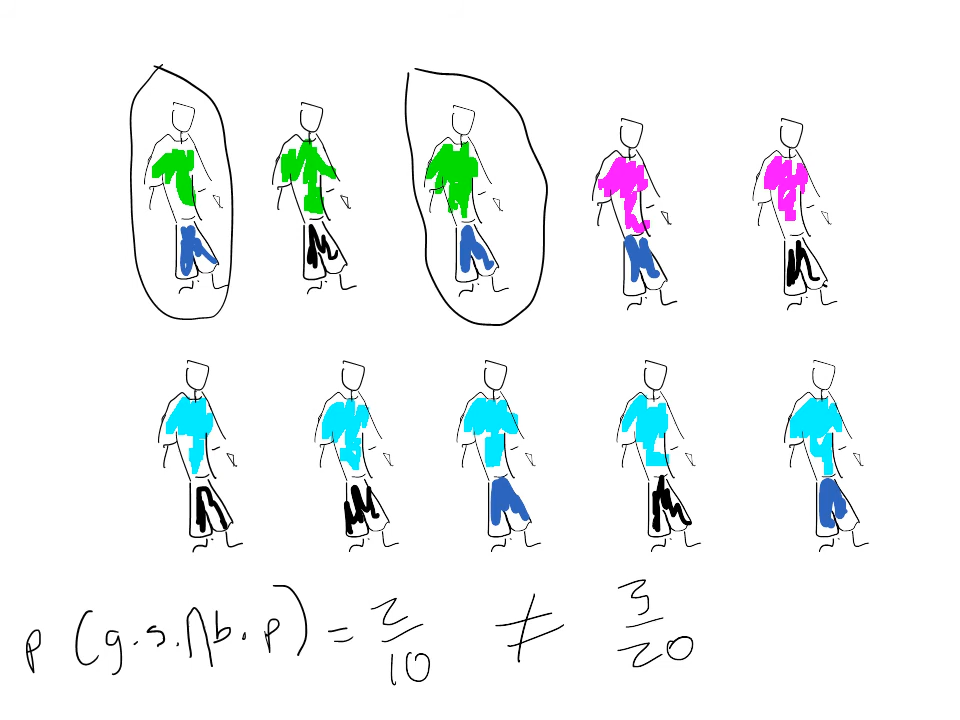 p (g.s.∩b.p) = 2/10 ≠ 3/20